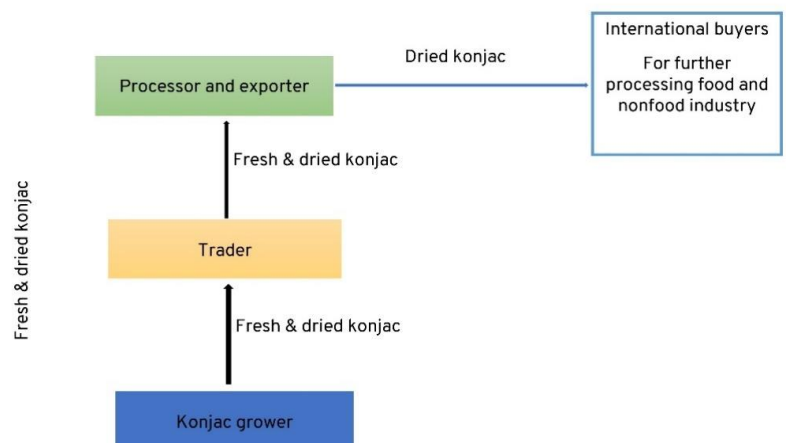 International buyers
For further
processing food and
nonfood industry
Dried konjac
Processor and exporter
Fresh & dried konjac
Fresh & dried konjac
Trader
Fresh & dried konjac
Konjac grower